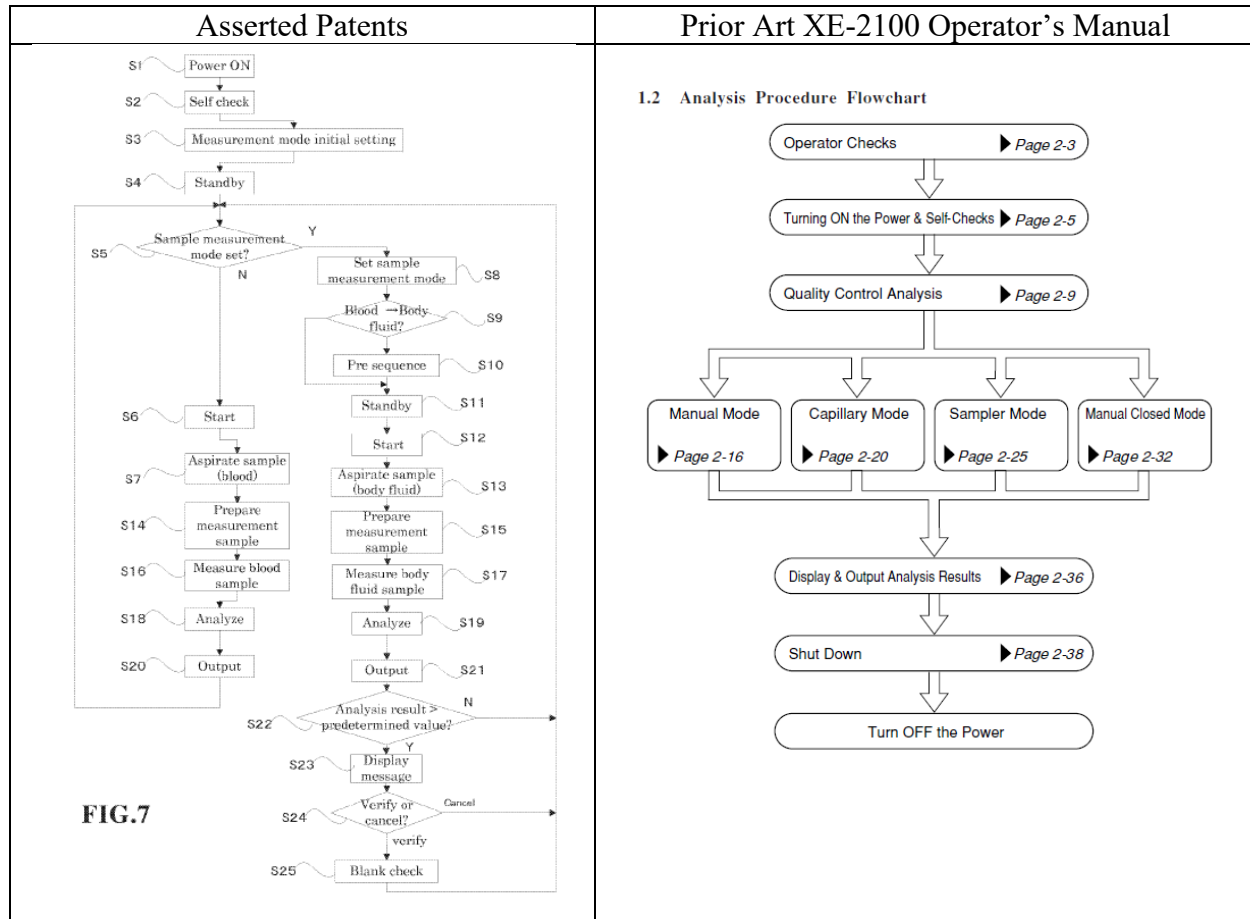 Asserted Patents
S1
Power ON
S2
Self check
S3
Measurement mode initial setting
S4
Standby
S5
Sample measurement
mode set?
Y
N
Set sample
measurement mode
S8
Blood →Body
fluid?
S9
Pre sequence
S10
Standby
S11
S6
Start
Start
S12
S7
Aspirate sample
(blood)
Aspirate sample
(body fluid)
S13
S14
Prepare
measurement
sample
Prepare
measurement
sample
S15
S16
Measure blood
sample
Measure body
fluid sample
S17
S18
Analyze
Analyze
S19
S20
Output
Output
S21
S22
Analysis result >
predetermined value?
N
Y
S23
Display
message
S24
Verify or
cancel?
Cancel
verify
S25
Blank check
FIG.7
Prior Art XE-2100 Operator’s Manual
1.2 Analysis Procedure Flowchart
Operator Checks ▶ Page 2-3
Turning ON the Power & Self-Checks ▶ Page 2-5
Quality Control Analysis ▶ Page 2-9
Manual Mode
▶ Page 2-16
Capillary Mode
▶ Page 2-20
Sampler Mode
▶ Page 2-25
Manual Closed Mode
▶ Page 2-32
Display & Output Analysis Results ▶ Page 2-36
Shut Down ▶ Page 2-38
Turn OFF the Power